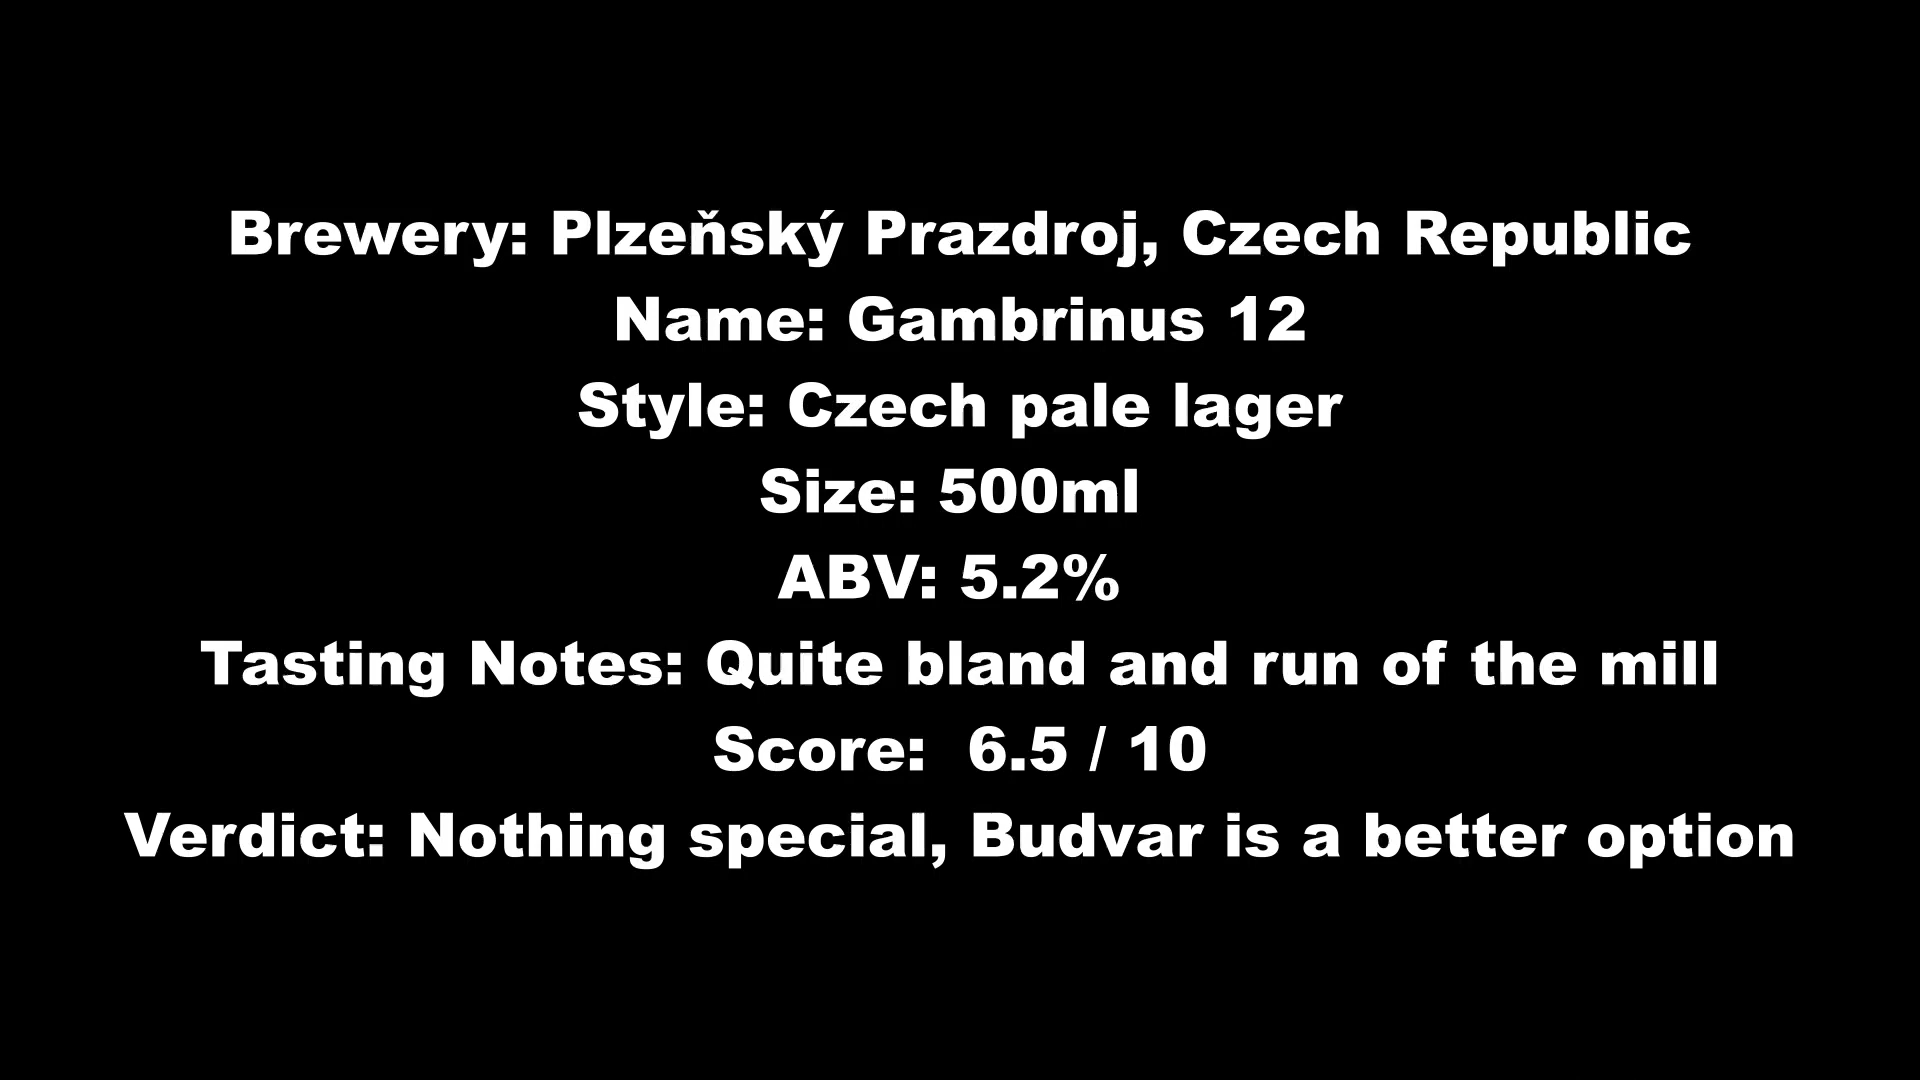 Brewery: Plzeňský Prazdroj, Czech Republic
Name: Gambrinus 12
Style: Czech pale lager
Size: 500ml
ABV: 5.2%
Tasting Notes: Quite bland and run of the mill
Score:  6.5 / 10
Verdict: Nothing special, Budvar is a better option